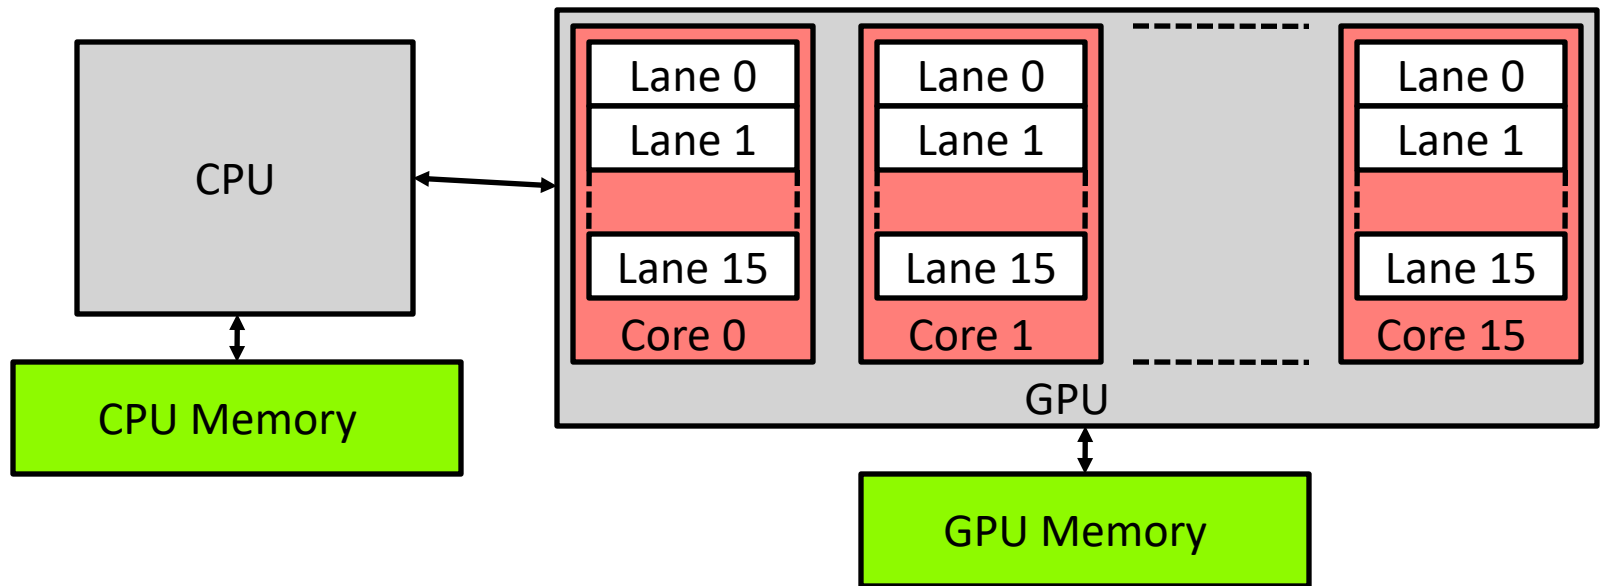 CPU
CPU Memory
Lane 0
Lane 1
Lane 15
Core 0
Lane 0
Lane 1
Lane 15
Core 1
Lane 0
Lane 1
Lane 15
Core 15
GPU
GPU Memory